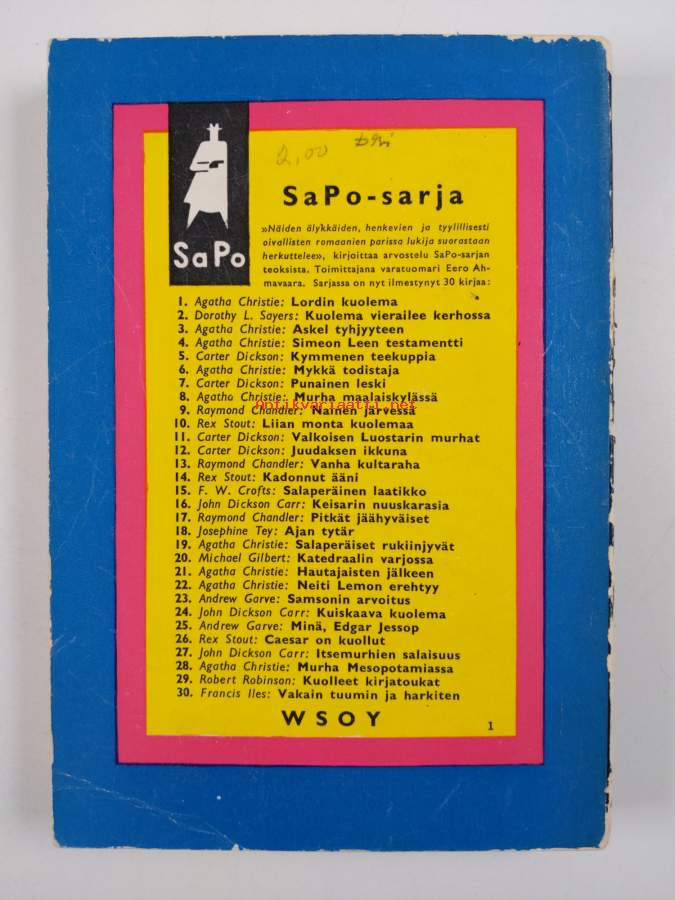 2,00
SaPo-sarja
»Näiden älykkäiden, henkevien ja tyylillisesti
oivallisten romaanien parissa lukija suorastaan
herkuttelee», kirjoittaa arvostelu SaPo-sarjan
teoksista. Toimittajana varatuomari Eero Ah-
mavaara. Sarjassa on nyt ilmestynyt 30 kirjaa:
SaPo
1. Agatha Christie: Lordin kuolema
2. Dorothy L. Sayers: Kuolema vierailee kerhossa
3. Agatha Christie: Askel tyhjyyteen
4. Agatha Christie: Simeon Leen testamentti
5. Carter Dickson: Kymmenen teekuppia
6. Agatha Christie: Mykkä todistaja
7. Carter Dickson: Punainen leski
8. Agatha Christie: Murha maalaiskylässä
Antikvariaatti.net
9. Raymond Chandler: Nainen järvessä
10. Rex Stout: Liian monta kuolemaa
11. Carter Dickson: Valkoisen Luostarin murhat
12. Carter Dickson: Juudaksen ikkuna
13. Raymond Chandler: Vanha kultaraha
14. Rex Stout: Kadonnut ääni
15. F. W. Crofts: Salaperäinen laatikko
16. John Dickson Carr: Keisarin nuuskarasia
17. Raymond Chandler: Pitkät jäähyväiset
18. Josephine Tey: Ajan tytär
19. Agatha Christie: Salaperäiset rukiinjyvät
20. Michael Gilbert: Katedraalin varjossa
21. Agatha Christie: Hautajaisten jälkeen
22. Agatha Christie: Neiti Lemon erehtyy
23. Andrew Garve: Samsonin arvoitus
24. John Dickson Carr: Kuiskaava kuolema
25. Andrew Garve: Minä, Edgar Jessop
26. Rex Stout: Caesar on kuollut
27. John Dickson Carr: Itsemurhien salaisuus
28. Agatha Christie: Murha Mesopotamiassa
29. Robert Robinson: Kuolleet kirjatoukat
30. Francis Iles: Vakain tuumin ja harkiten
WSOY
1